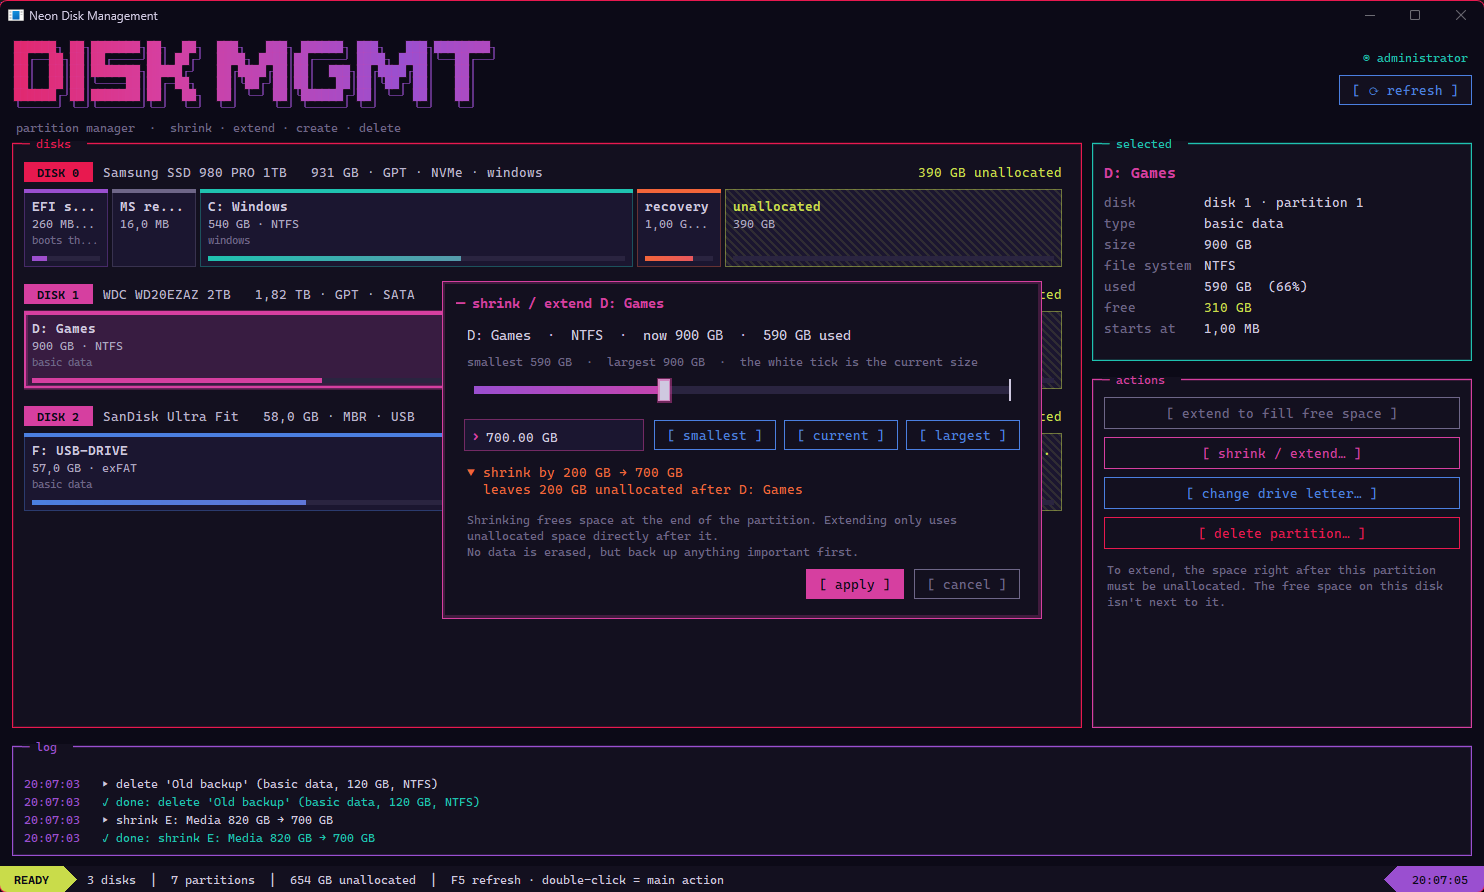 Neon Disk Management
DISK MGMT
⊙ administrator
[ ⟳ refresh ]
partition manager · shrink · extend · create · delete
disks
DISK 0 Samsung SSD 980 PRO 1TB 931 GB · GPT · NVMe · windows 390 GB unallocated
EFI s... MS re... C: Windows recovery unallocated
260 MB... 16,0 MB 540 GB · NTFS 1,00 G... 390 GB
boots th... windows
DISK 1 WDC WD20EZAZ 2TB 1,82 TB · GPT · SATA
D: Games
900 GB · NTFS
basic data
DISK 2 SanDisk Ultra Fit 58,0 GB · MBR · USB
F: USB-DRIVE
57,0 GB · exFAT
basic data
shrink / extend D: Games
D: Games · NTFS · now 900 GB · 590 GB used
smallest 590 GB · largest 900 GB · the white tick is the current size
› 700.00 GB [ smallest ] [ current ] [ largest ]
▼ shrink by 200 GB → 700 GB
leaves 200 GB unallocated after D: Games
Shrinking frees space at the end of the partition. Extending only uses
unallocated space directly after it.
No data is erased, but back up anything important first.
[ apply ] [ cancel ]
selected
D: Games
disk disk 1 · partition 1
type basic data
size 900 GB
file system NTFS
used 590 GB (66%)
free 310 GB
starts at 1,00 MB
actions
[ extend to fill free space ]
[ shrink / extend… ]
[ change drive letter… ]
[ delete partition… ]
To extend, the space right after this partition
must be unallocated. The free space on this disk
isn't next to it.
log
20:07:03 ▸ delete 'Old backup' (basic data, 120 GB, NTFS)
20:07:03 ✓ done: delete 'Old backup' (basic data, 120 GB, NTFS)
20:07:03 ▸ shrink E: Media 820 GB → 700 GB
20:07:03 ✓ done: shrink E: Media 820 GB → 700 GB
READY 3 disks | 7 partitions | 654 GB unallocated | F5 refresh · double-click = main action 20:07:05